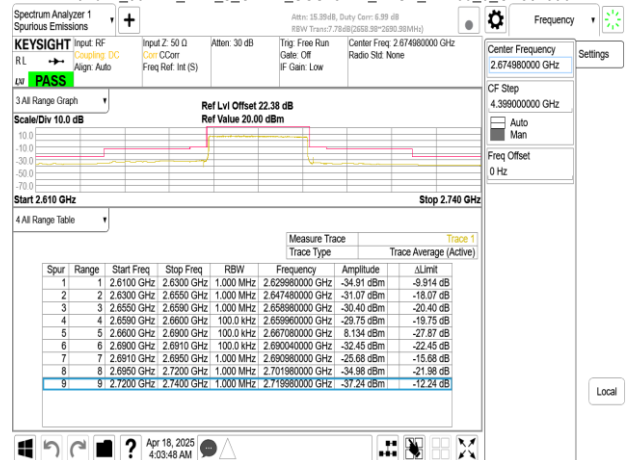 Spectrum Analyzer 1
Spurious Emissions
Attn: 15.39dB, Duty Corr: 6.99 dB
RBW Trans:7.78dB(2658.98~2690.98MHz)
Frequency
KEYSIGHT
R L
LXI PASS
Input: RF
Coupling: DC
Align: Auto
Input Z: 50 Ω
Corr CCorr
Freq Ref: Int (S)
Atten: 30 dB
Trig: Free Run
Gate: Off
IF Gain: Low
Center Freq: 2.674980000 GHz
Radio Std: None
Center Frequency
2.674980000 GHz
Settings
CF Step
4.399000000 GHz
Auto
Man
Freq Offset
0 Hz
Local
3 All Range Graph
Scale/Div 10.0 dB
Ref Lvl Offset 22.38 dB
Ref Value 20.00 dBm
10.0
-10.0
-30.0
-50.0
-70.0
Start 2.610 GHz
Stop 2.740 GHz
4 All Range Table
Measure Trace Trace 1
Trace Type Trace Average (Active)
Spur Range Start Freq Stop Freq RBW Frequency Amplitude ΔLimit
1 1 2.6100 GHz 2.6300 GHz 1.000 MHz 2.629980000 GHz -34.91 dBm -9.914 dB
2 2 2.6300 GHz 2.6550 GHz 1.000 MHz 2.647480000 GHz -31.07 dBm -18.07 dB
3 3 2.6550 GHz 2.6590 GHz 1.000 MHz 2.658980000 GHz -30.40 dBm -20.40 dB
4 4 2.6590 GHz 2.6600 GHz 100.0 kHz 2.659960000 GHz -29.75 dBm -19.75 dB
5 5 2.6600 GHz 2.6900 GHz 100.0 kHz 2.667080000 GHz 8.134 dBm -27.87 dB
6 6 2.6900 GHz 2.6910 GHz 100.0 kHz 2.690040000 GHz -32.45 dBm -22.45 dB
7 7 2.6910 GHz 2.6950 GHz 1.000 MHz 2.690980000 GHz -25.68 dBm -15.68 dB
8 8 2.6950 GHz 2.7200 GHz 1.000 MHz 2.701980000 GHz -34.98 dBm -21.98 dB
9 9 2.7200 GHz 2.7400 GHz 1.000 MHz 2.719980000 GHz -37.24 dBm -12.24 dB
Apr 18, 2025
4:03:48 AM